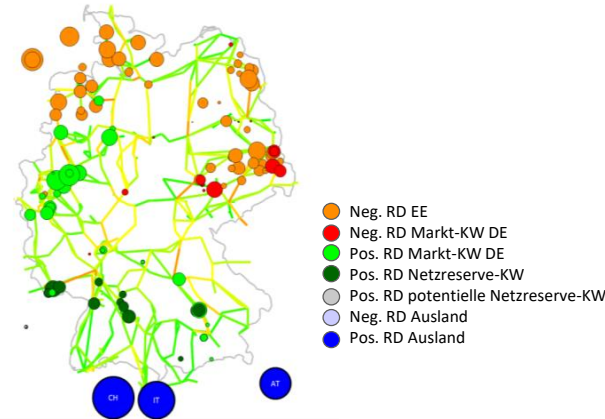 Neg. RD EE
Neg. RD Markt-KW DE
Pos. RD Markt-KW DE
Pos. RD Netzreserve-KW
Pos. RD potentielle Netzreserve-KW
Neg. RD Ausland
Pos. RD Ausland
AT
CH
IT